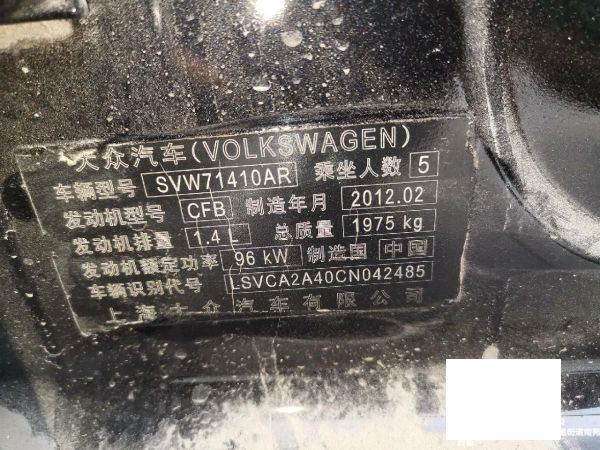 大众汽车(VOLKSWAGEN)
车辆型号 SVW71410AR 乘坐人数 5
发动机型号 CFB 制造年月 2012.02
发动机排量 1.4 L 总质量 1975 kg
发动机额定功率 96 kW 制造国 中国
车辆识别代号 LSVCA2A40CN042485
上海大众汽车有限公司